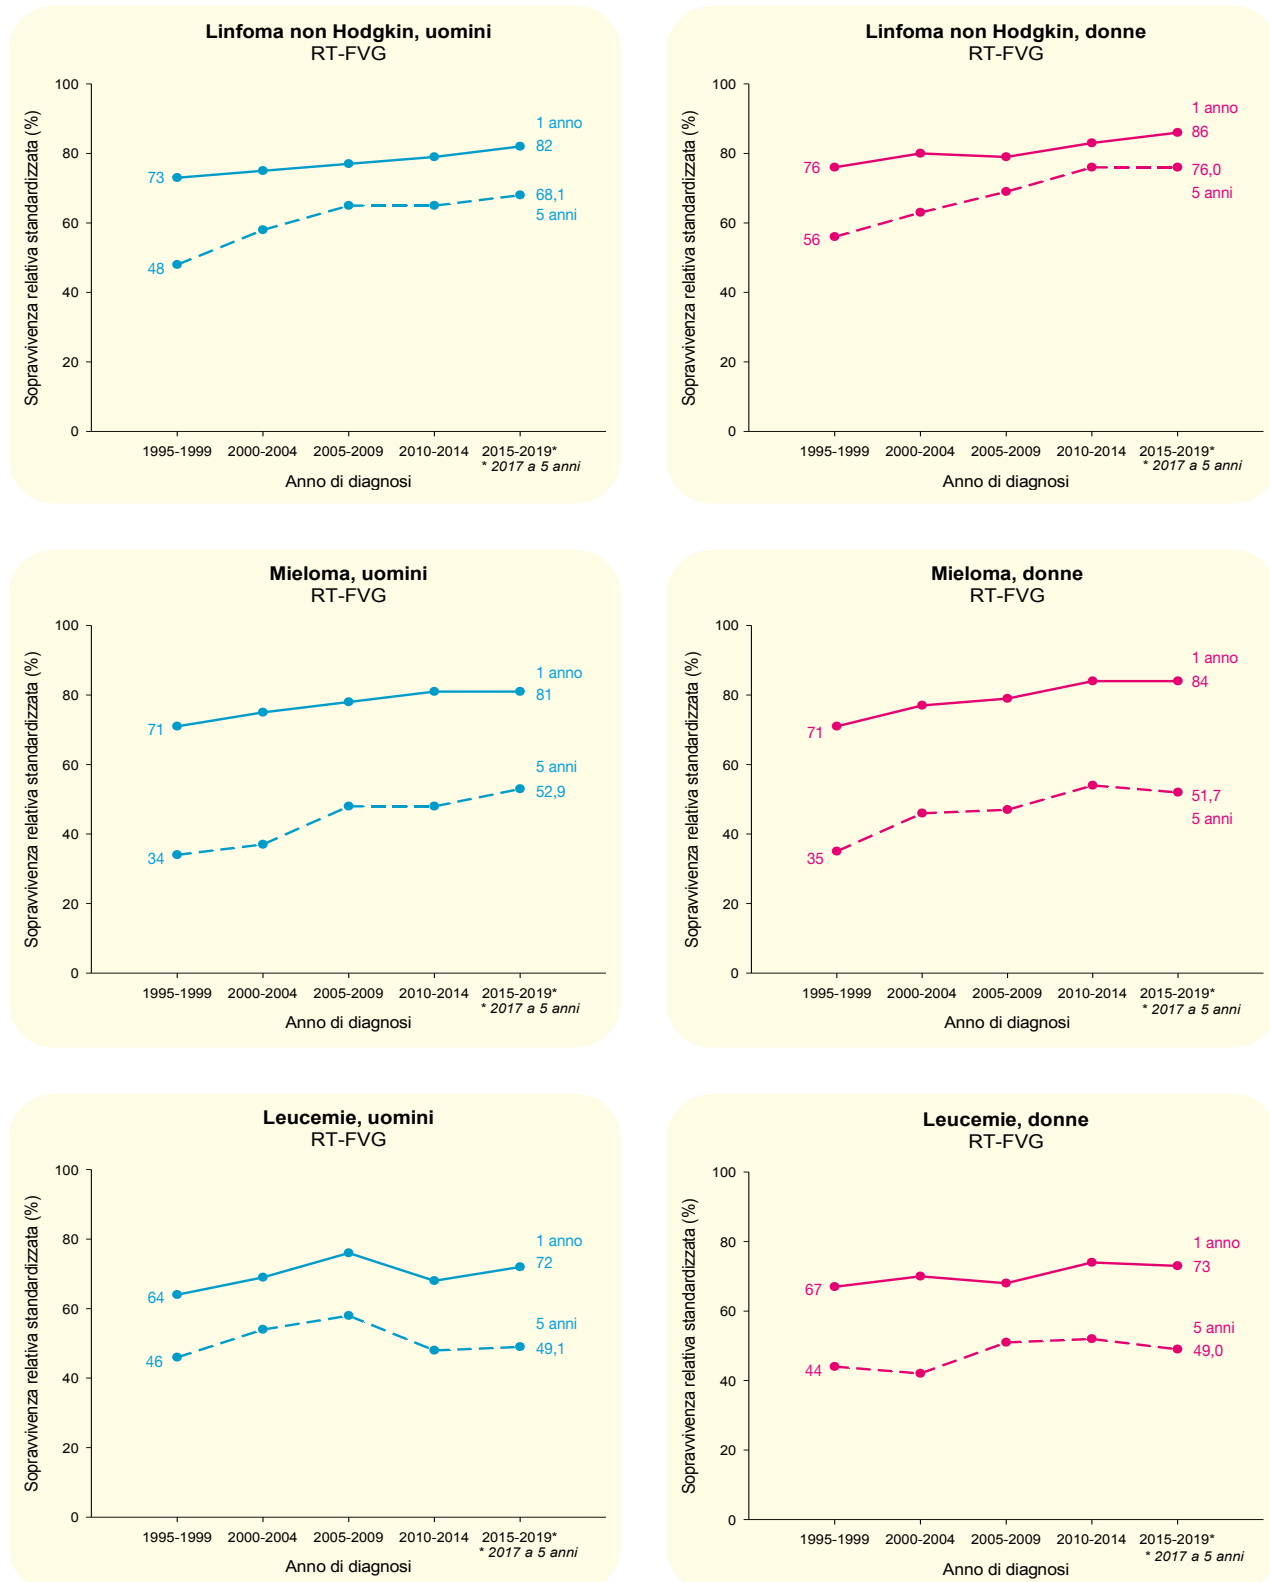 Linfoma non Hodgkin, uomini
RT-FVG
Sopravvivenza relativa standardizzata (%)
100
80
60
40
20
0
1 anno
82
73
68,1
5 anni
48
1995-1999 2000-2004 2005-2009 2010-2014 2015-2019*
* 2017 a 5 anni
Anno di diagnosi
Linfoma non Hodgkin, donne
RT-FVG
Sopravvivenza relativa standardizzata (%)
100
80
60
40
20
0
1 anno
86
76
76,0
5 anni
56
1995-1999 2000-2004 2005-2009 2010-2014 2015-2019*
* 2017 a 5 anni
Anno di diagnosi
Mieloma, uomini
RT-FVG
Sopravvivenza relativa standardizzata (%)
100
80
60
40
20
0
1 anno
81
71
5 anni
52,9
34
1995-1999 2000-2004 2005-2009 2010-2014 2015-2019*
* 2017 a 5 anni
Anno di diagnosi
Mieloma, donne
RT-FVG
Sopravvivenza relativa standardizzata (%)
100
80
60
40
20
0
1 anno
84
71
51,7
5 anni
35
1995-1999 2000-2004 2005-2009 2010-2014 2015-2019*
* 2017 a 5 anni
Anno di diagnosi
Leucemie, uomini
RT-FVG
Sopravvivenza relativa standardizzata (%)
100
80
60
40
20
0
1 anno
72
64
5 anni
49,1
46
1995-1999 2000-2004 2005-2009 2010-2014 2015-2019*
* 2017 a 5 anni
Anno di diagnosi
Leucemie, donne
RT-FVG
Sopravvivenza relativa standardizzata (%)
100
80
60
40
20
0
1 anno
73
67
5 anni
49,0
44
1995-1999 2000-2004 2005-2009 2010-2014 2015-2019*
* 2017 a 5 anni
Anno di diagnosi